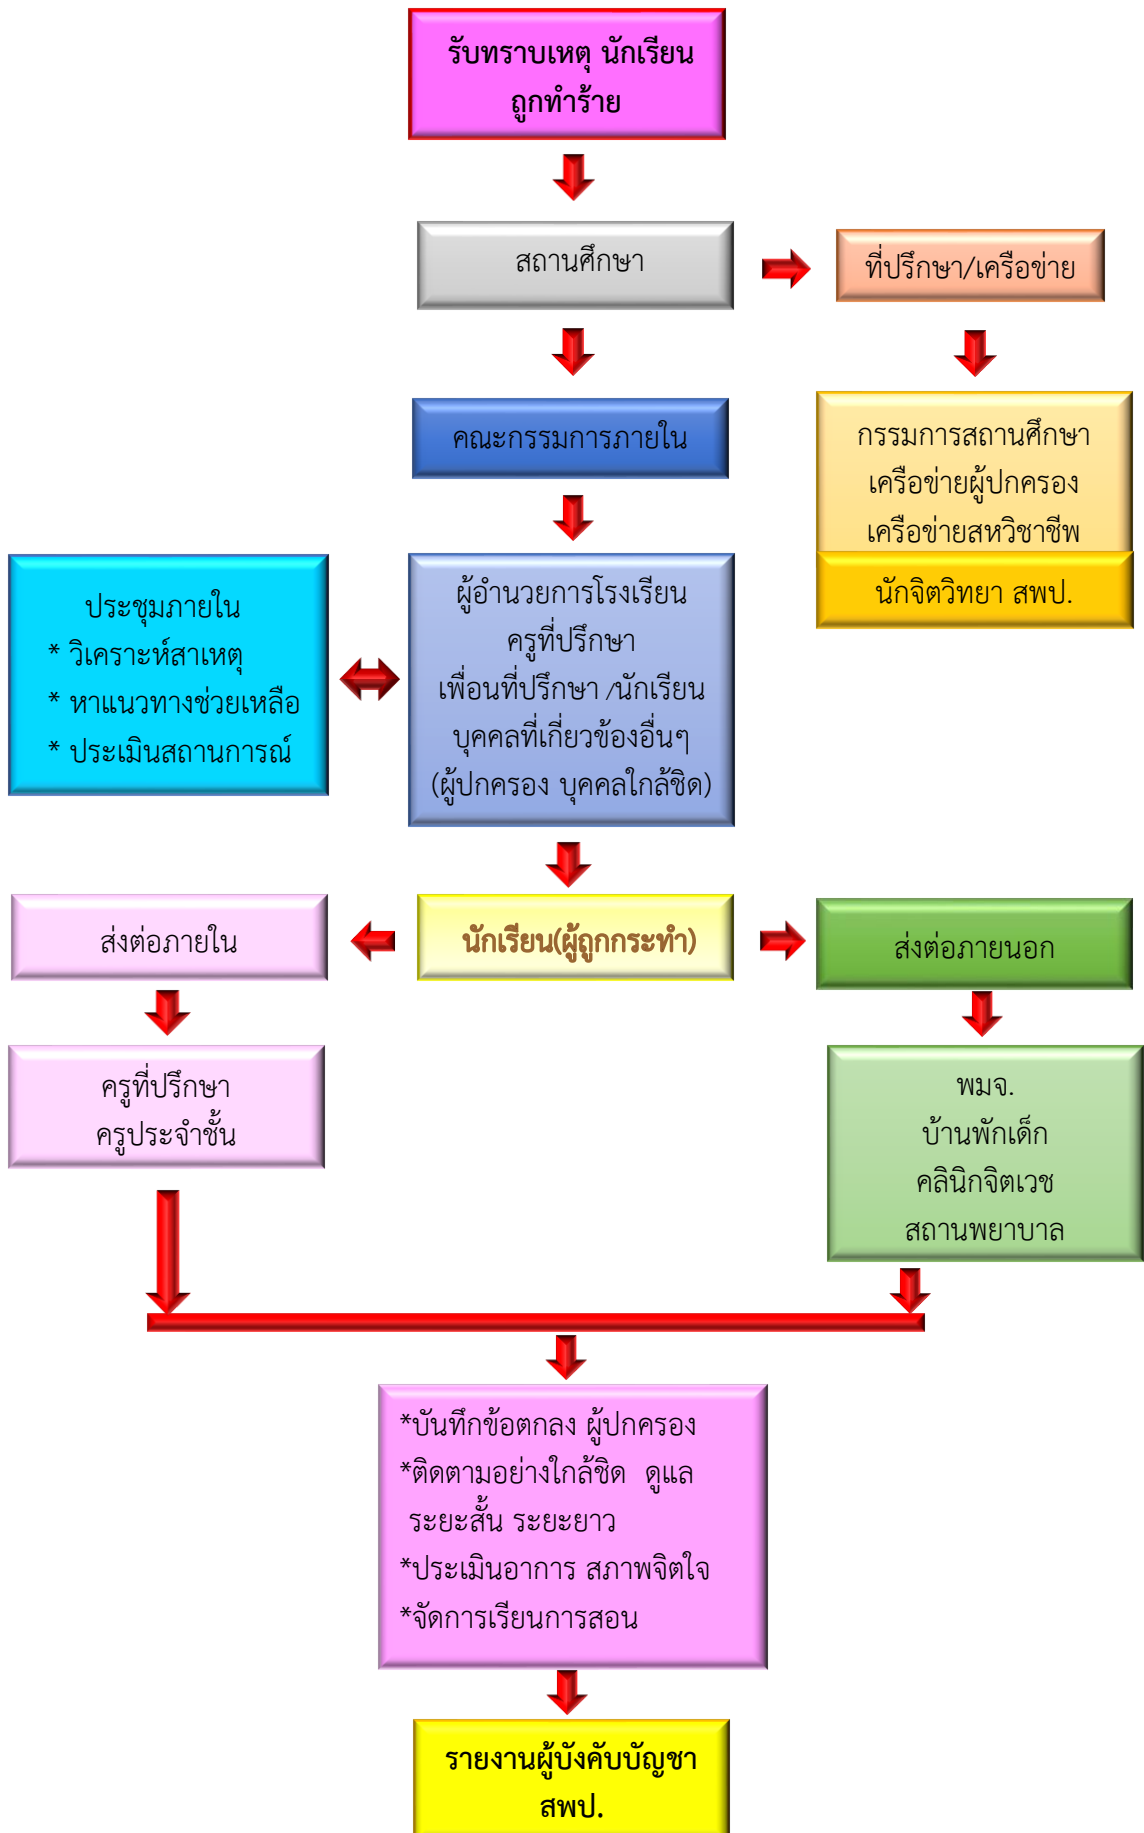 รับทราบเหตุ นักเรียน
ถูกทำร้าย
สถานศึกษา
ที่ปรึกษา/เครือข่าย
คณะกรรมการภายใน
กรรมการสถานศึกษา
เครือข่ายผู้ปกครอง
เครือข่ายสหวิชาชีพ
นักจิตวิทยา สพป.
ประชุมภายใน
* วิเคราะห์สาเหตุ
* หาแนวทางช่วยเหลือ
* ประเมินสถานการณ์
ผู้อำนวยการโรงเรียน
ครูที่ปรึกษา
เพื่อนที่ปรึกษา /นักเรียน
บุคคลที่เกี่ยวข้องอื่นๆ
(ผู้ปกครอง บุคคลใกล้ชิด)
ส่งต่อภายใน
นักเรียน(ผู้ถูกกระทำ)
ส่งต่อภายนอก
ครูที่ปรึกษา
ครูประจำชั้น
พมจ.
บ้านพักเด็ก
คลินิกจิตเวช
สถานพยาบาล
*บันทึกข้อตกลง ผู้ปกครอง
*ติดตามอย่างใกล้ชิด ดูแล
ระยะสั้น ระยะยาว
*ประเมินอาการ สภาพจิตใจ
*จัดการเรียนการสอน
รายงานผู้บังคับบัญชา
สพป.